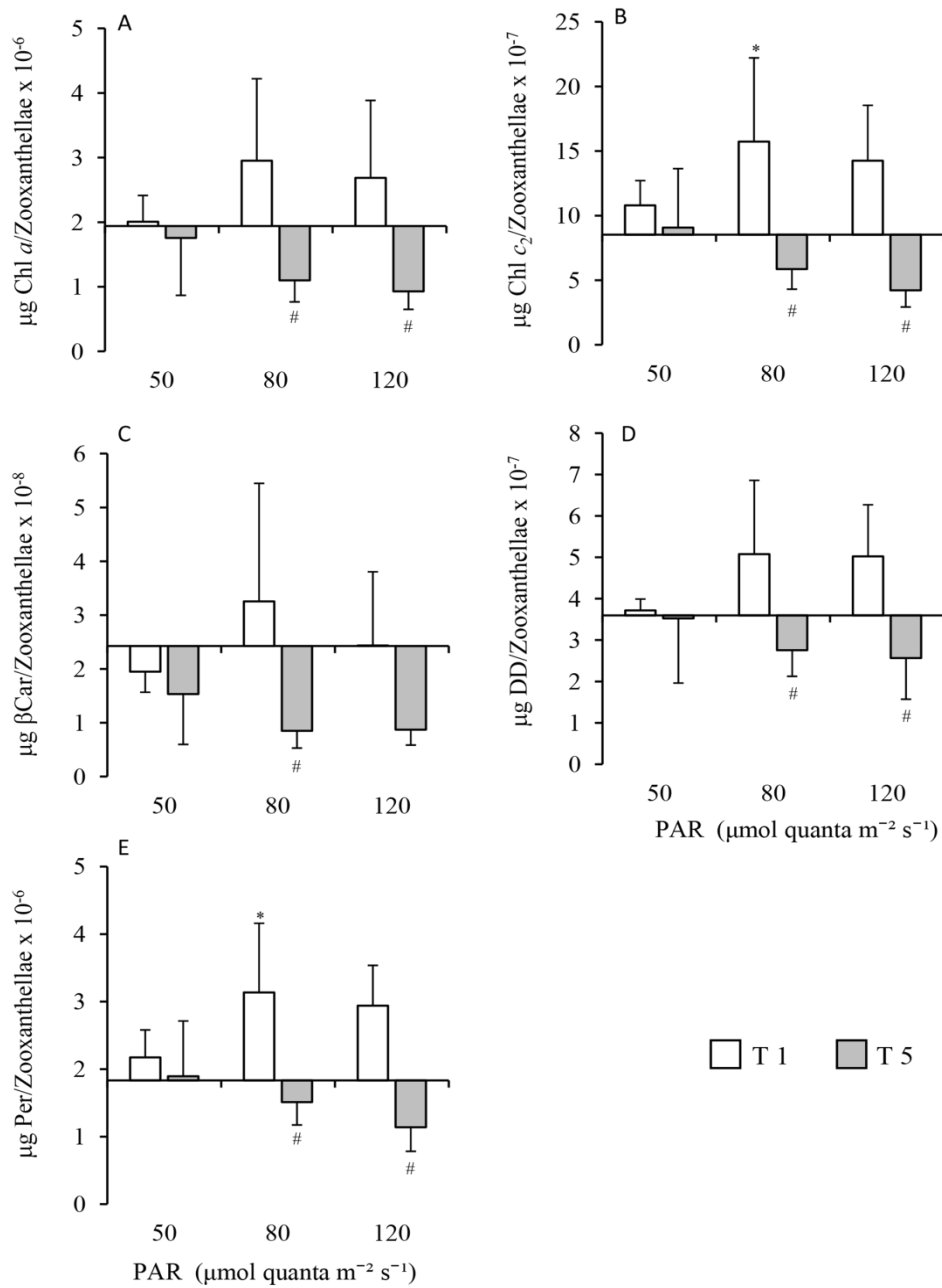 A
µg Chl a/Zooxanthellae x 10⁻⁶
5
4
3
2
1
0
#
#
50 80 120
B
µg Chl c₂/Zooxanthellae x 10⁻⁷
25
20
15
10
5
0
*
#
#
50 80 120
C
µg βCar/Zooxanthellae x 10⁻⁸
6
5
4
3
2
1
0
#
50 80 120
D
µg DD/Zooxanthellae x 10⁻⁷
8
7
6
5
4
3
2
1
0
#
#
50 80 120
PAR (µmol quanta m⁻² s⁻¹)
E
µg Per/Zooxanthellae x 10⁻⁶
5
4
3
2
1
0
*
#
#
50 80 120
PAR (µmol quanta m⁻² s⁻¹)
T 1 T 5